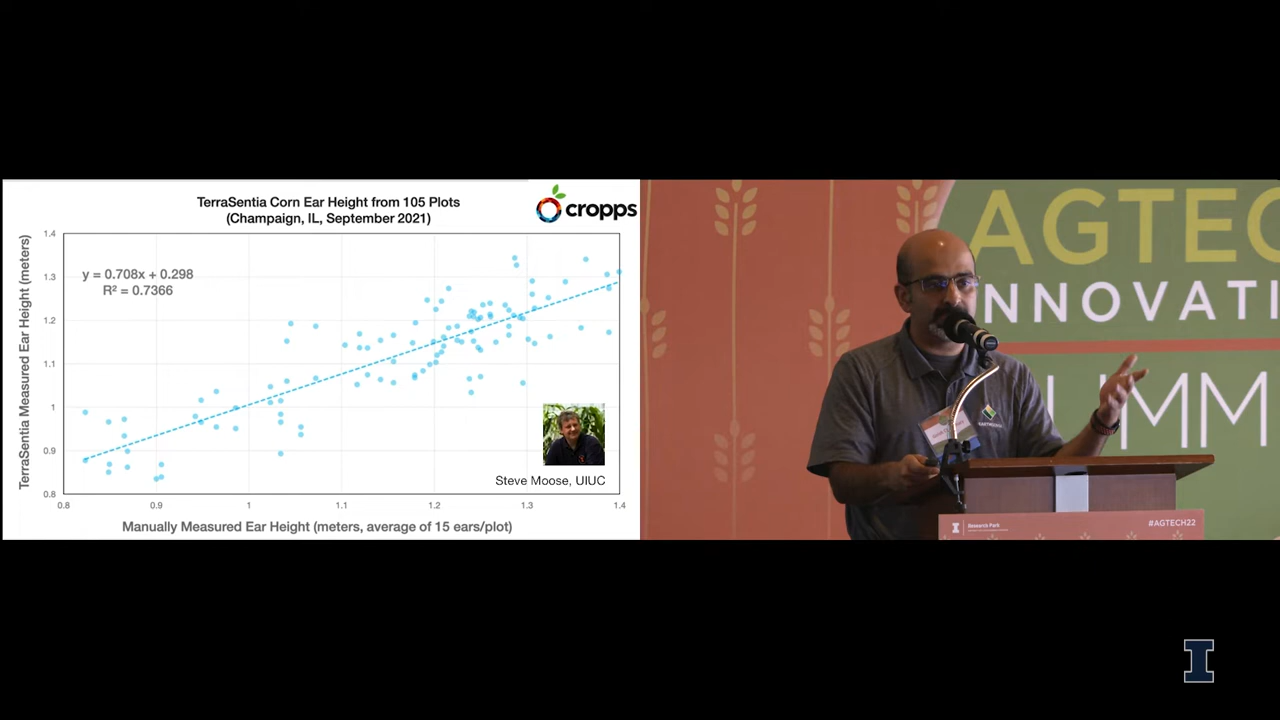 TerraSentia Corn Ear Height from 105 Plots
(Champaign, IL, September 2021)
cropps
TerraSentia Measured Ear Height (meters)
1.4
1.3
1.2
1.1
1
0.9
0.8
y = 0.708x + 0.298
R² = 0.7366
Steve Moose, UIUC
0.8
0.9
1
1.1
1.2
1.3
1.4
Manually Measured Ear Height (meters, average of 15 ears/plot)
AGTEC
NNOVATI
UMM
I
Research Park
#AGTECH22
I